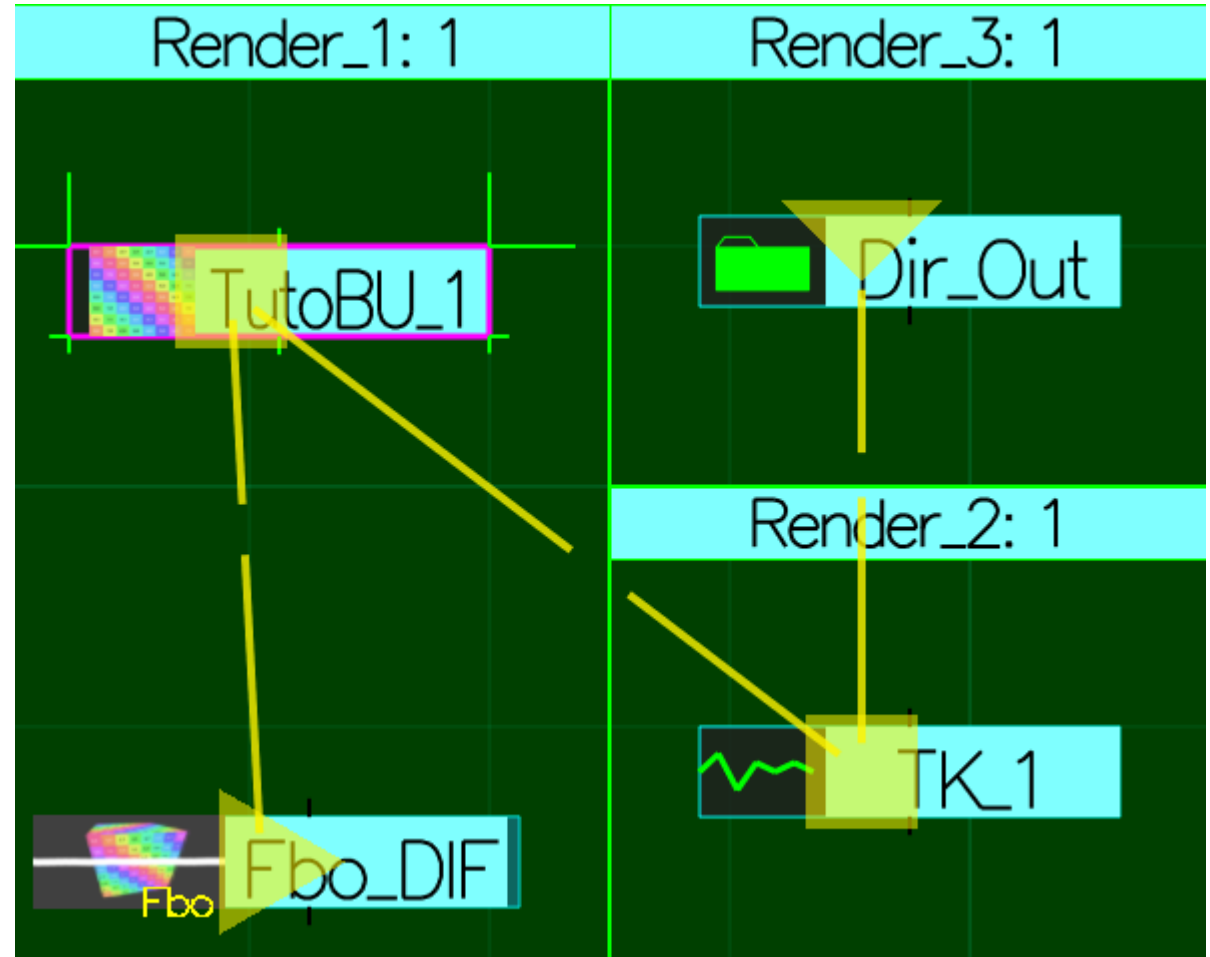 Render_1: 1
TutoBU_1
Fbo
Fbo_DIF
Render_3: 1
Dir_Out
Render_2: 1
TK_1